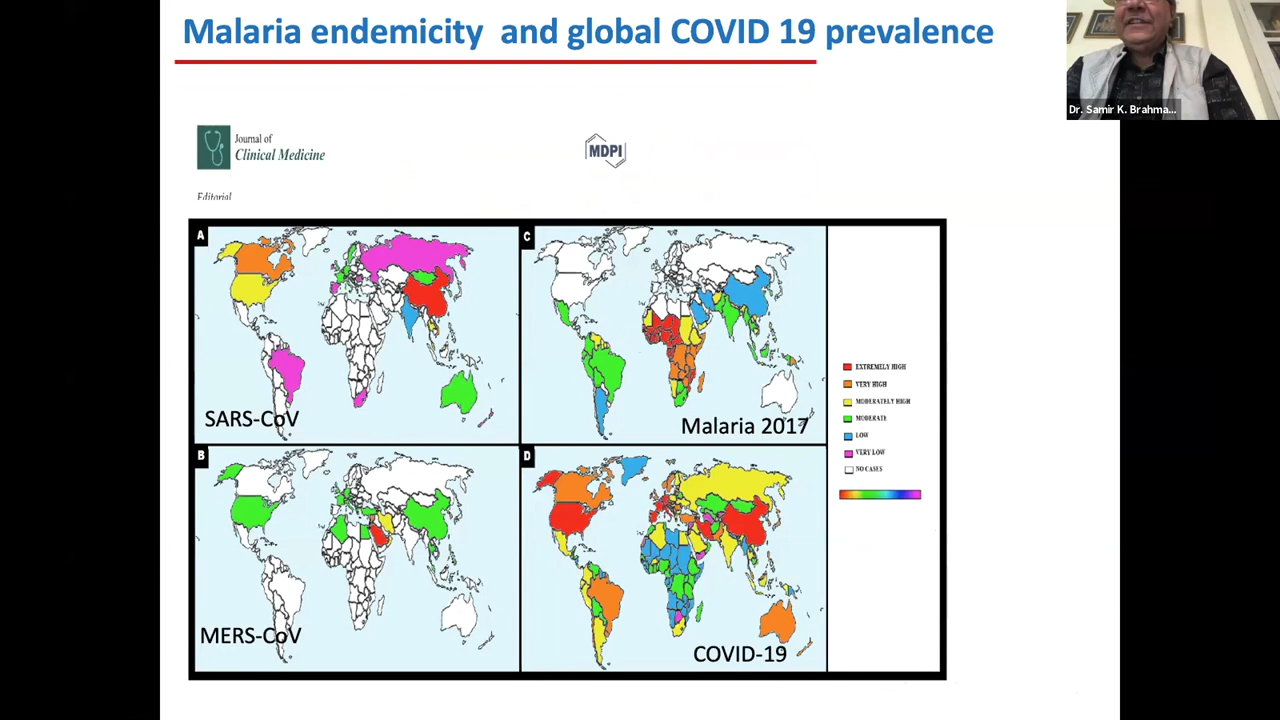 Malaria endemicity and global COVID 19 prevalence
Dr. Samir K. Brahma...
Journal of
Clinical Medicine
MDPI
Editorial
A
SARS-CoV
C
Malaria 2017
EXTREMELY HIGH
VERY HIGH
MODERATELY HIGH
MODERATE
LOW
VERY LOW
NO CASES
B
MERS-CoV
D
COVID-19